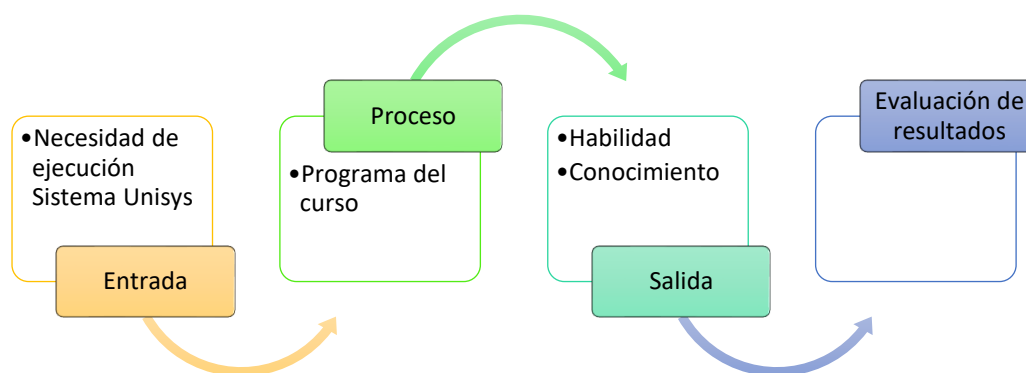 •Necesidad de
ejecución
Sistema Unisys
Entrada
Proceso
•Programa del
curso
•Habilidad
•Conocimiento
Salida
Evaluación de
resultados